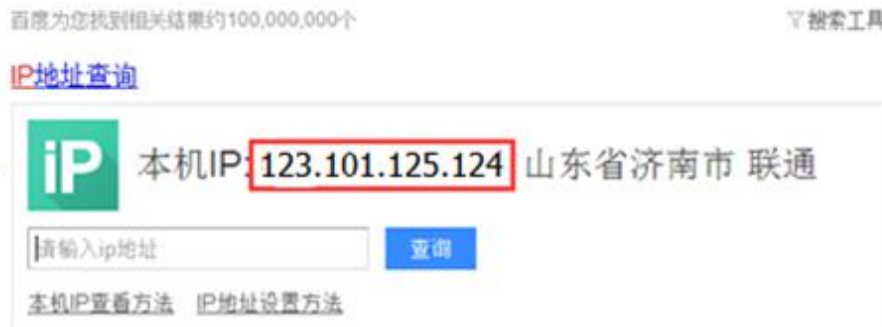 百度为您找到相关结果约100,000,000个 搜索工具
IP地址查询
iP 本机IP: 123.101.125.124 山东省济南市 联通
请输入ip地址 查询
本机IP查看方法 IP地址设置方法